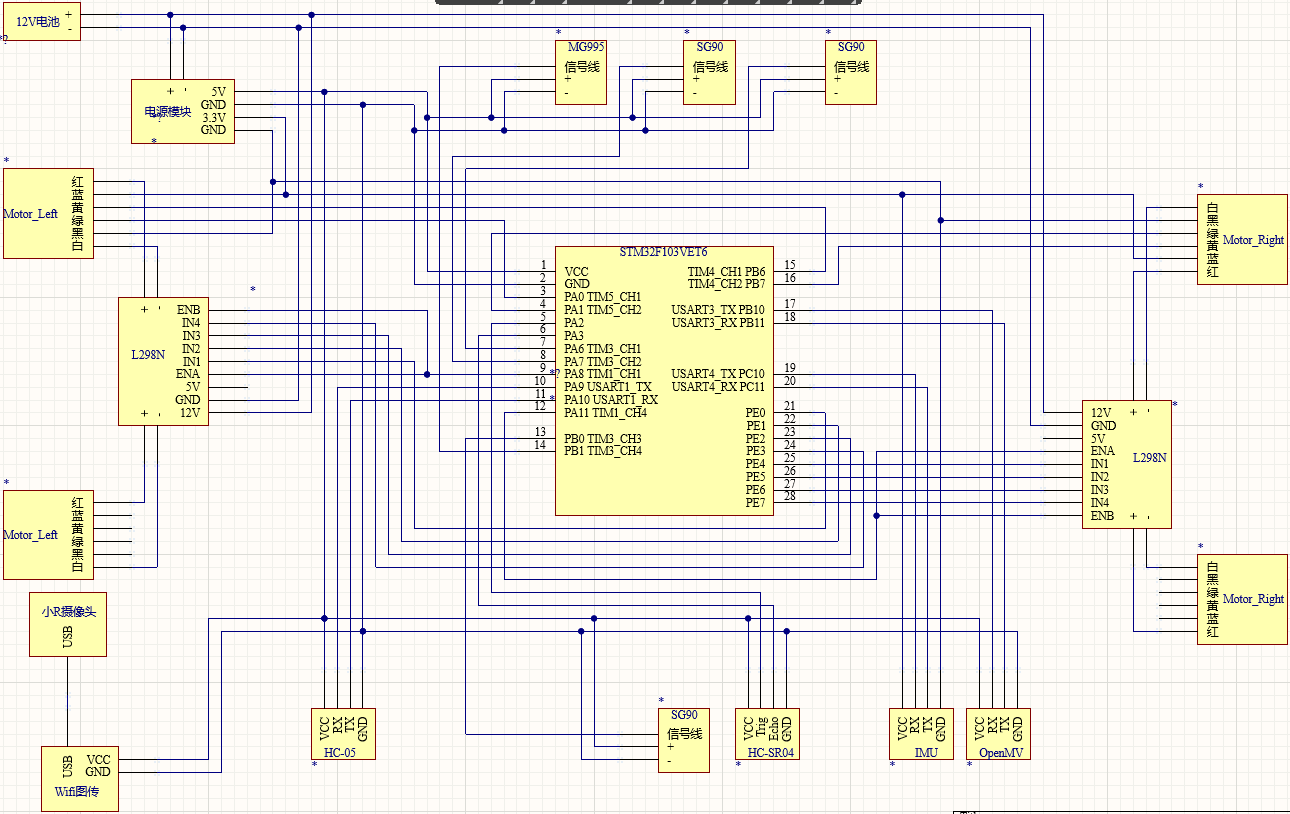 12V电池
+
-
*?
+ -
5V
GND
3.3V
GND
电源模块
*?
*
*
MG995
信号线
+
-
*
SG90
信号线
+
-
*
SG90
信号线
+
-
*
红
蓝
黄
绿
黑
白
Motor_Left
*
白
黑
绿
黄
蓝
红
Motor_Right
*
+ -
ENB
IN4
IN3
IN2
IN1
ENA
5V
GND
12V
L298N
+ -
STM32F103VET6
1 VCC
2 GND
3 PA0 TIM5_CH1
4 PA1 TIM5_CH2
5 PA2
6 PA3
7 PA6 TIM3_CH1
8 PA7 TIM3_CH2
9 *? PA8 TIM1_CH1
10 PA9 USART1_TX
11 * PA10 USART1_RX
12 PA11 TIM1_CH4
13 PB0 TIM3_CH3
14 PB1 TIM3_CH4
TIM4_CH1 PB6 15
TIM4_CH2 PB7 16
USART3_TX PB10 17
USART3_RX PB11 18
USART4_TX PC10 19
USART4_RX PC11 20
PE0 21
PE1 22
PE2 23
PE3 24
PE4 25
PE5 26
PE6 27
PE7 28
*
12V + -
GND
5V
ENA
IN1
IN2
IN3
IN4
ENB + -
L298N
*
红
蓝
黄
绿
黑
白
Motor_Left
*
白
黑
绿
黄
蓝
红
Motor_Right
小R摄像头
USB
USB
VCC
GND
Wifi图传
VCC
RX
TX
GND
HC-05
*
*
SG90
信号线
+
-
VCC
Trig
Echo
GND
HC-SR04
*
VCC
RX
TX
GND
IMU
*
VCC
RX
TX
GND
OpenMV
*